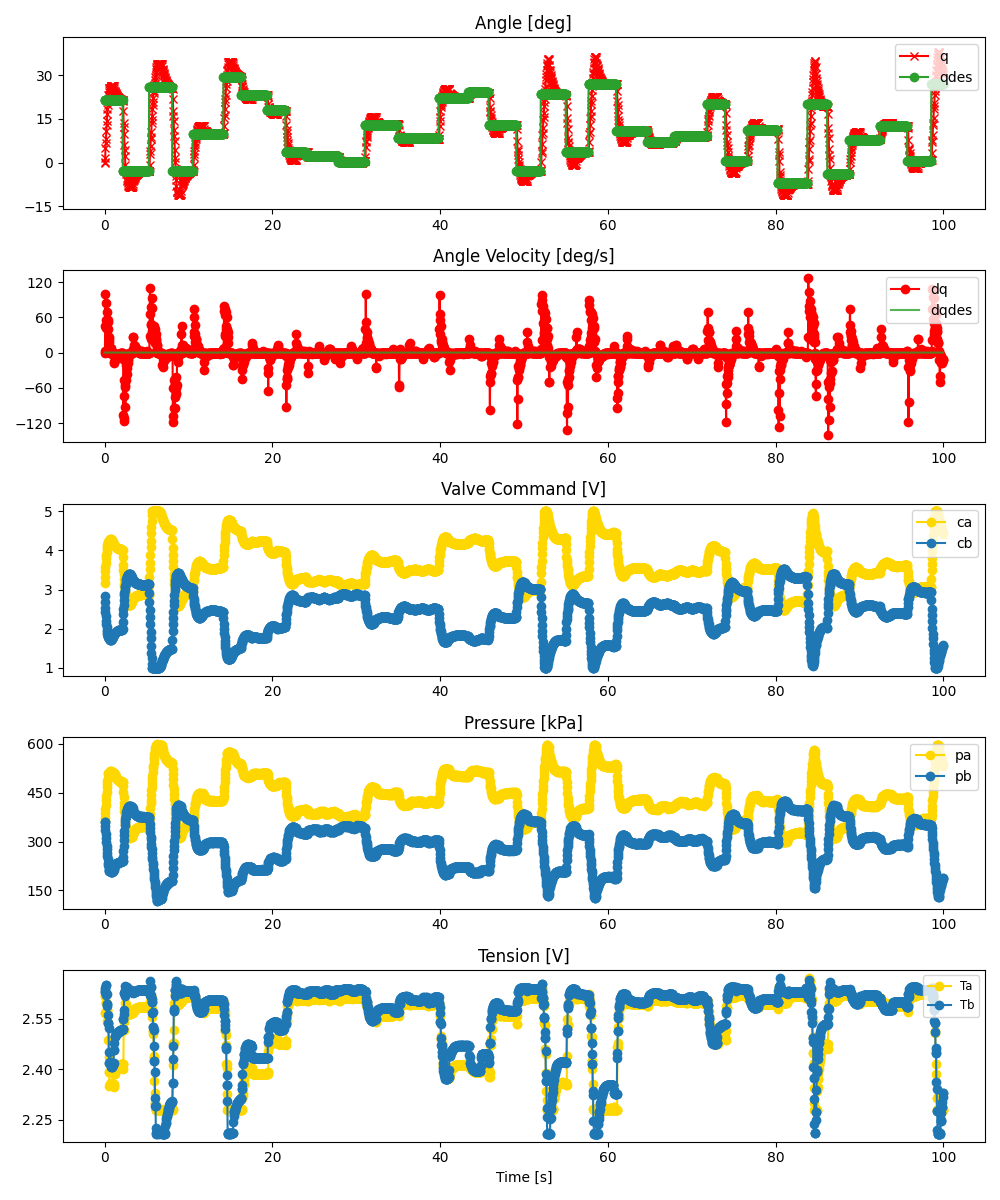 Angle [deg]
30
15
0
−15
q
qdes
0 20 40 60 80 100
Angle Velocity [deg/s]
120
60
0
−60
−120
dq
dqdes
0 20 40 60 80 100
Valve Command [V]
5
4
3
2
1
ca
cb
0 20 40 60 80 100
Pressure [kPa]
600
450
300
150
pa
pb
0 20 40 60 80 100
Tension [V]
2.55
2.40
2.25
Ta
Tb
0 20 40 60 80 100
Time [s]